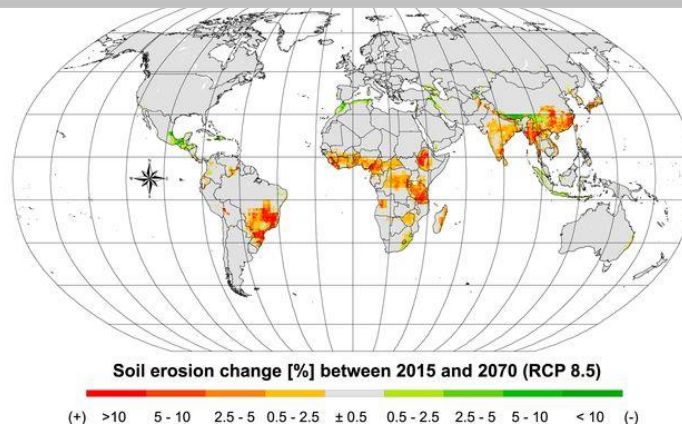 Soil erosion change [%] between 2015 and 2070 (RCP 8.5)
(+) >10 5 - 10 2.5 - 5 0.5 - 2.5 ± 0.5 0.5 - 2.5 2.5 - 5 5 - 10 < 10 (-)